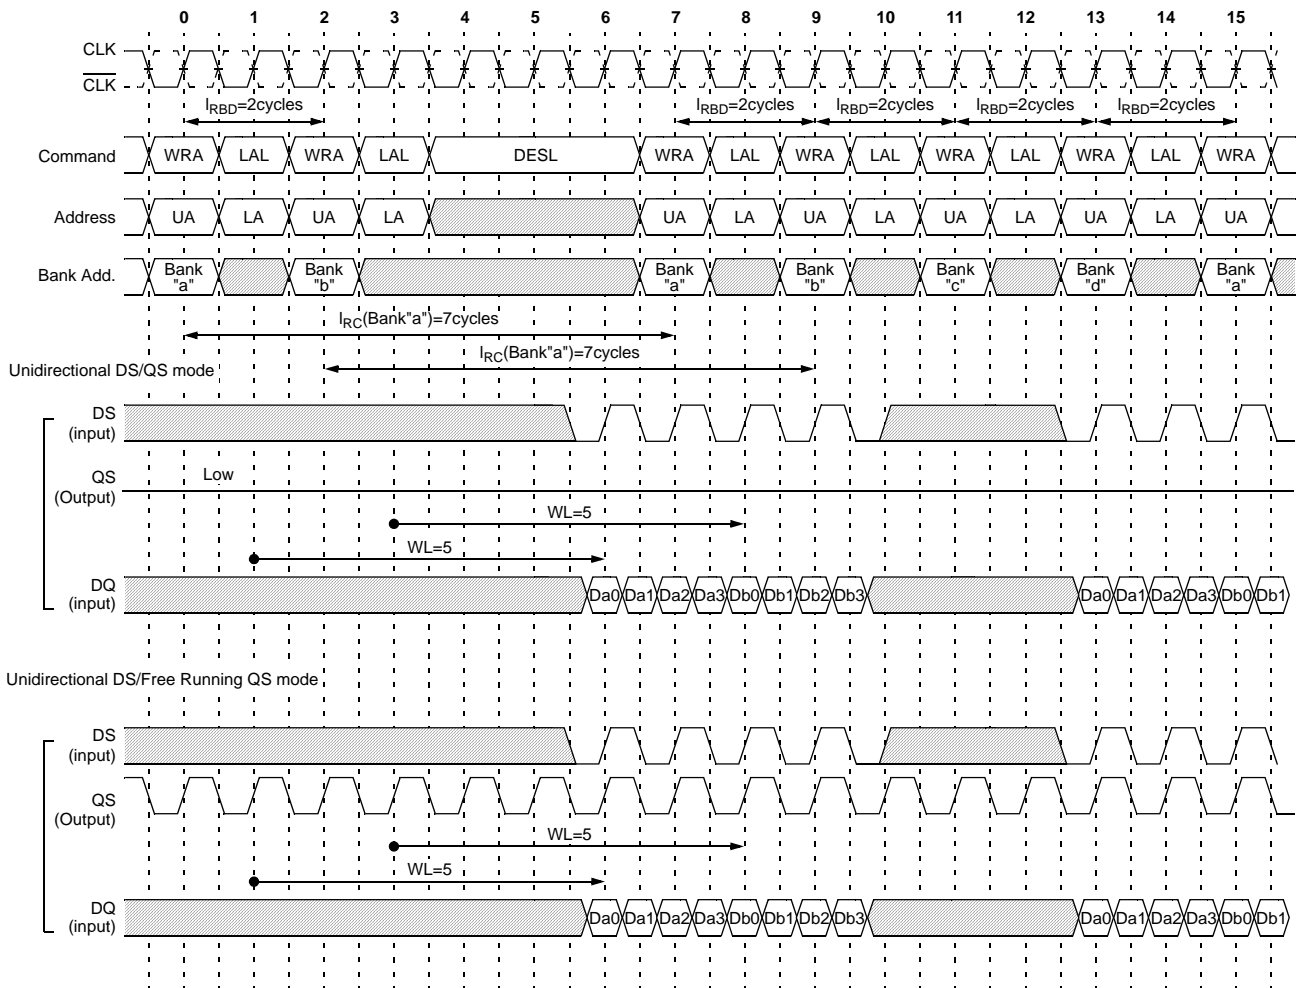 0 1 2 3 4 5 6 7 8 9 10 11 12 13 14 15
CLK
CLK
IRBD=2cycles IRBD=2cycles IRBD=2cycles IRBD=2cycles IRBD=2cycles
Command WRA LAL WRA LAL DESL WRA LAL WRA LAL WRA LAL WRA LAL WRA
Address UA LA UA LA UA LA UA LA UA LA UA LA UA
Bank Add. Bank "a" Bank "b" Bank "a" Bank "b" Bank "c" Bank "d" Bank "a"
IRC(Bank"a")=7cycles
IRC(Bank"a")=7cycles
Unidirectional DS/QS mode
DS
(input)
QS
(Output)
Low
WL=5
WL=5
DQ
(input)
Da0 Da1 Da2 Da3 Db0 Db1 Db2 Db3 Da0 Da1 Da2 Da3 Db0 Db1
Unidirectional DS/Free Running QS mode
DS
(input)
QS
(Output)
WL=5
WL=5
DQ
(input)
Da0 Da1 Da2 Da3 Db0 Db1 Db2 Db3 Da0 Da1 Da2 Da3 Db0 Db1